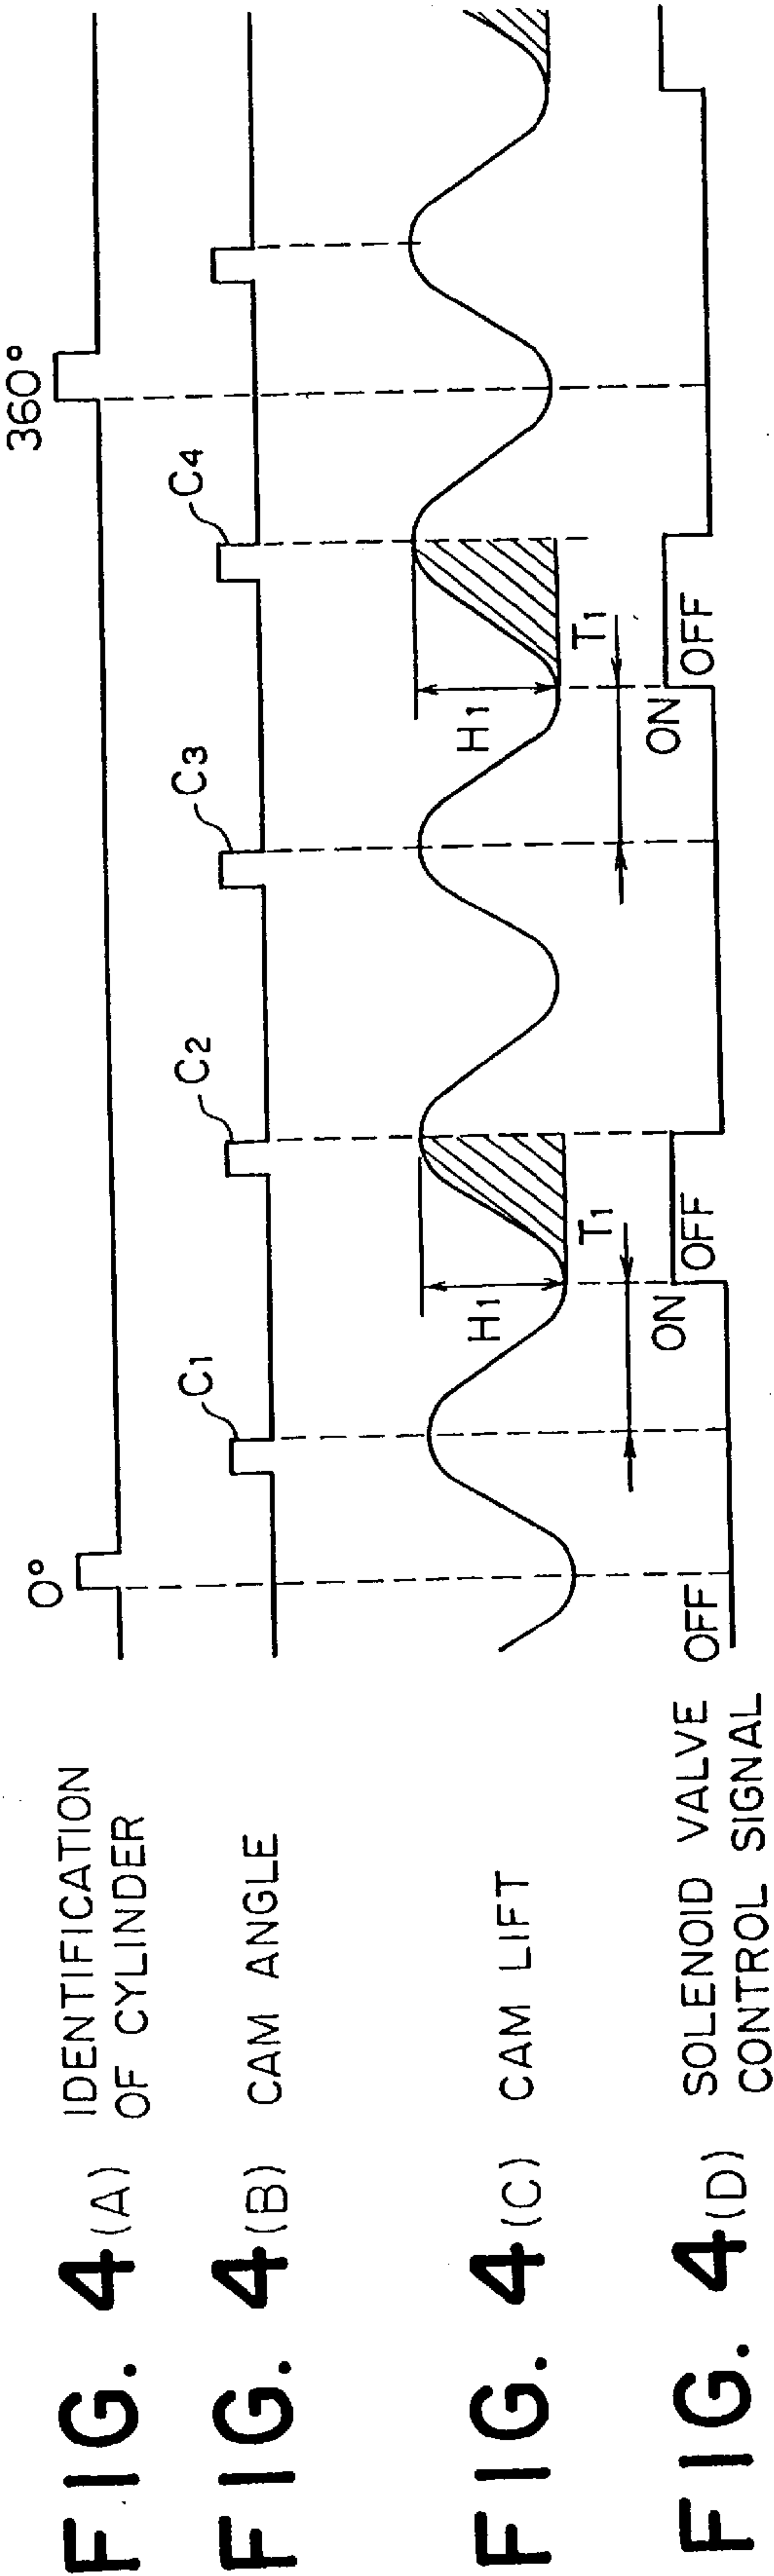 FIG. 4(A) IDENTIFICATION
OF CYLINDER
0°
360°
FIG. 4(B) CAM ANGLE
C1
C2
C3
C4
FIG. 4(C) CAM LIFT
H1
H1
T1
T1
FIG. 4(D) SOLENOID VALVE
CONTROL SIGNAL
OFF
ON
OFF
ON
OFF